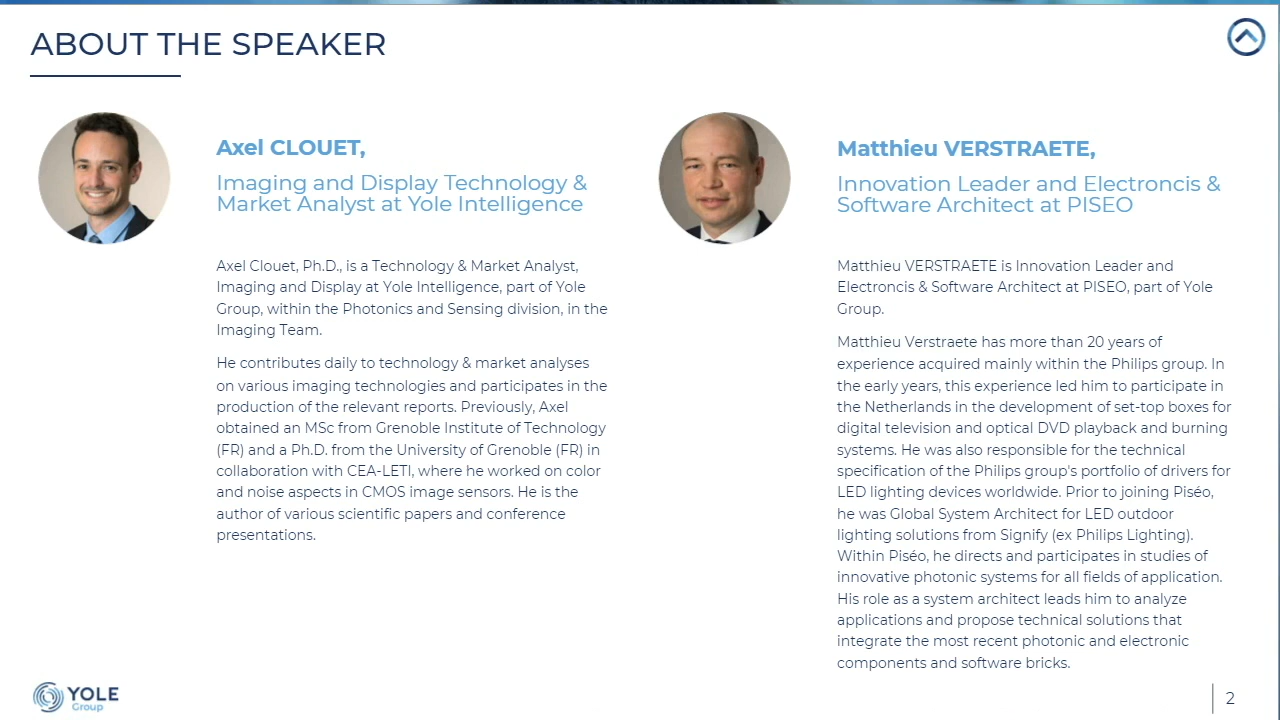 ABOUT THE SPEAKER
Axel CLOUET,
Imaging and Display Technology &
Market Analyst at Yole Intelligence
Axel Clouet, Ph.D., is a Technology & Market Analyst,
Imaging and Display at Yole Intelligence, part of Yole
Group, within the Photonics and Sensing division, in the
Imaging Team.
He contributes daily to technology & market analyses
on various imaging technologies and participates in the
production of the relevant reports. Previously, Axel
obtained an MSc from Grenoble Institute of Technology
(FR) and a Ph.D. from the University of Grenoble (FR) in
collaboration with CEA-LETI, where he worked on color
and noise aspects in CMOS image sensors. He is the
author of various scientific papers and conference
presentations.
Matthieu VERSTRAETE,
Innovation Leader and Electroncis &
Software Architect at PISEO
Matthieu VERSTRAETE is Innovation Leader and
Electroncis & Software Architect at PISEO, part of Yole
Group.
Matthieu Verstraete has more than 20 years of
experience acquired mainly within the Philips group. In
the early years, this experience led him to participate in
the Netherlands in the development of set-top boxes for
digital television and optical DVD playback and burning
systems. He was also responsible for the technical
specification of the Philips group's portfolio of drivers for
LED lighting devices worldwide. Prior to joining Piséo,
he was Global System Architect for LED outdoor
lighting solutions from Signify (ex Philips Lighting).
Within Piséo, he directs and participates in studies of
innovative photonic systems for all fields of application.
His role as a system architect leads him to analyze
applications and propose technical solutions that
integrate the most recent photonic and electronic
components and software bricks.
YOLE
Group
2